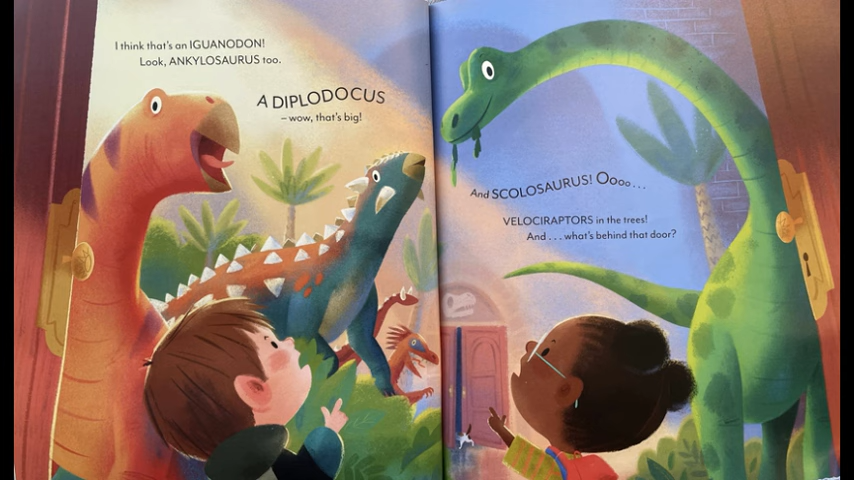 I think that's an IGUANODON!
Look, ANKYLOSAURUS too.
A DIPLODOCUS
– wow, that's big!
And SCOLOSAURUS! Oooo...
VELOCIRAPTORS in the trees!
And... what's behind that door?